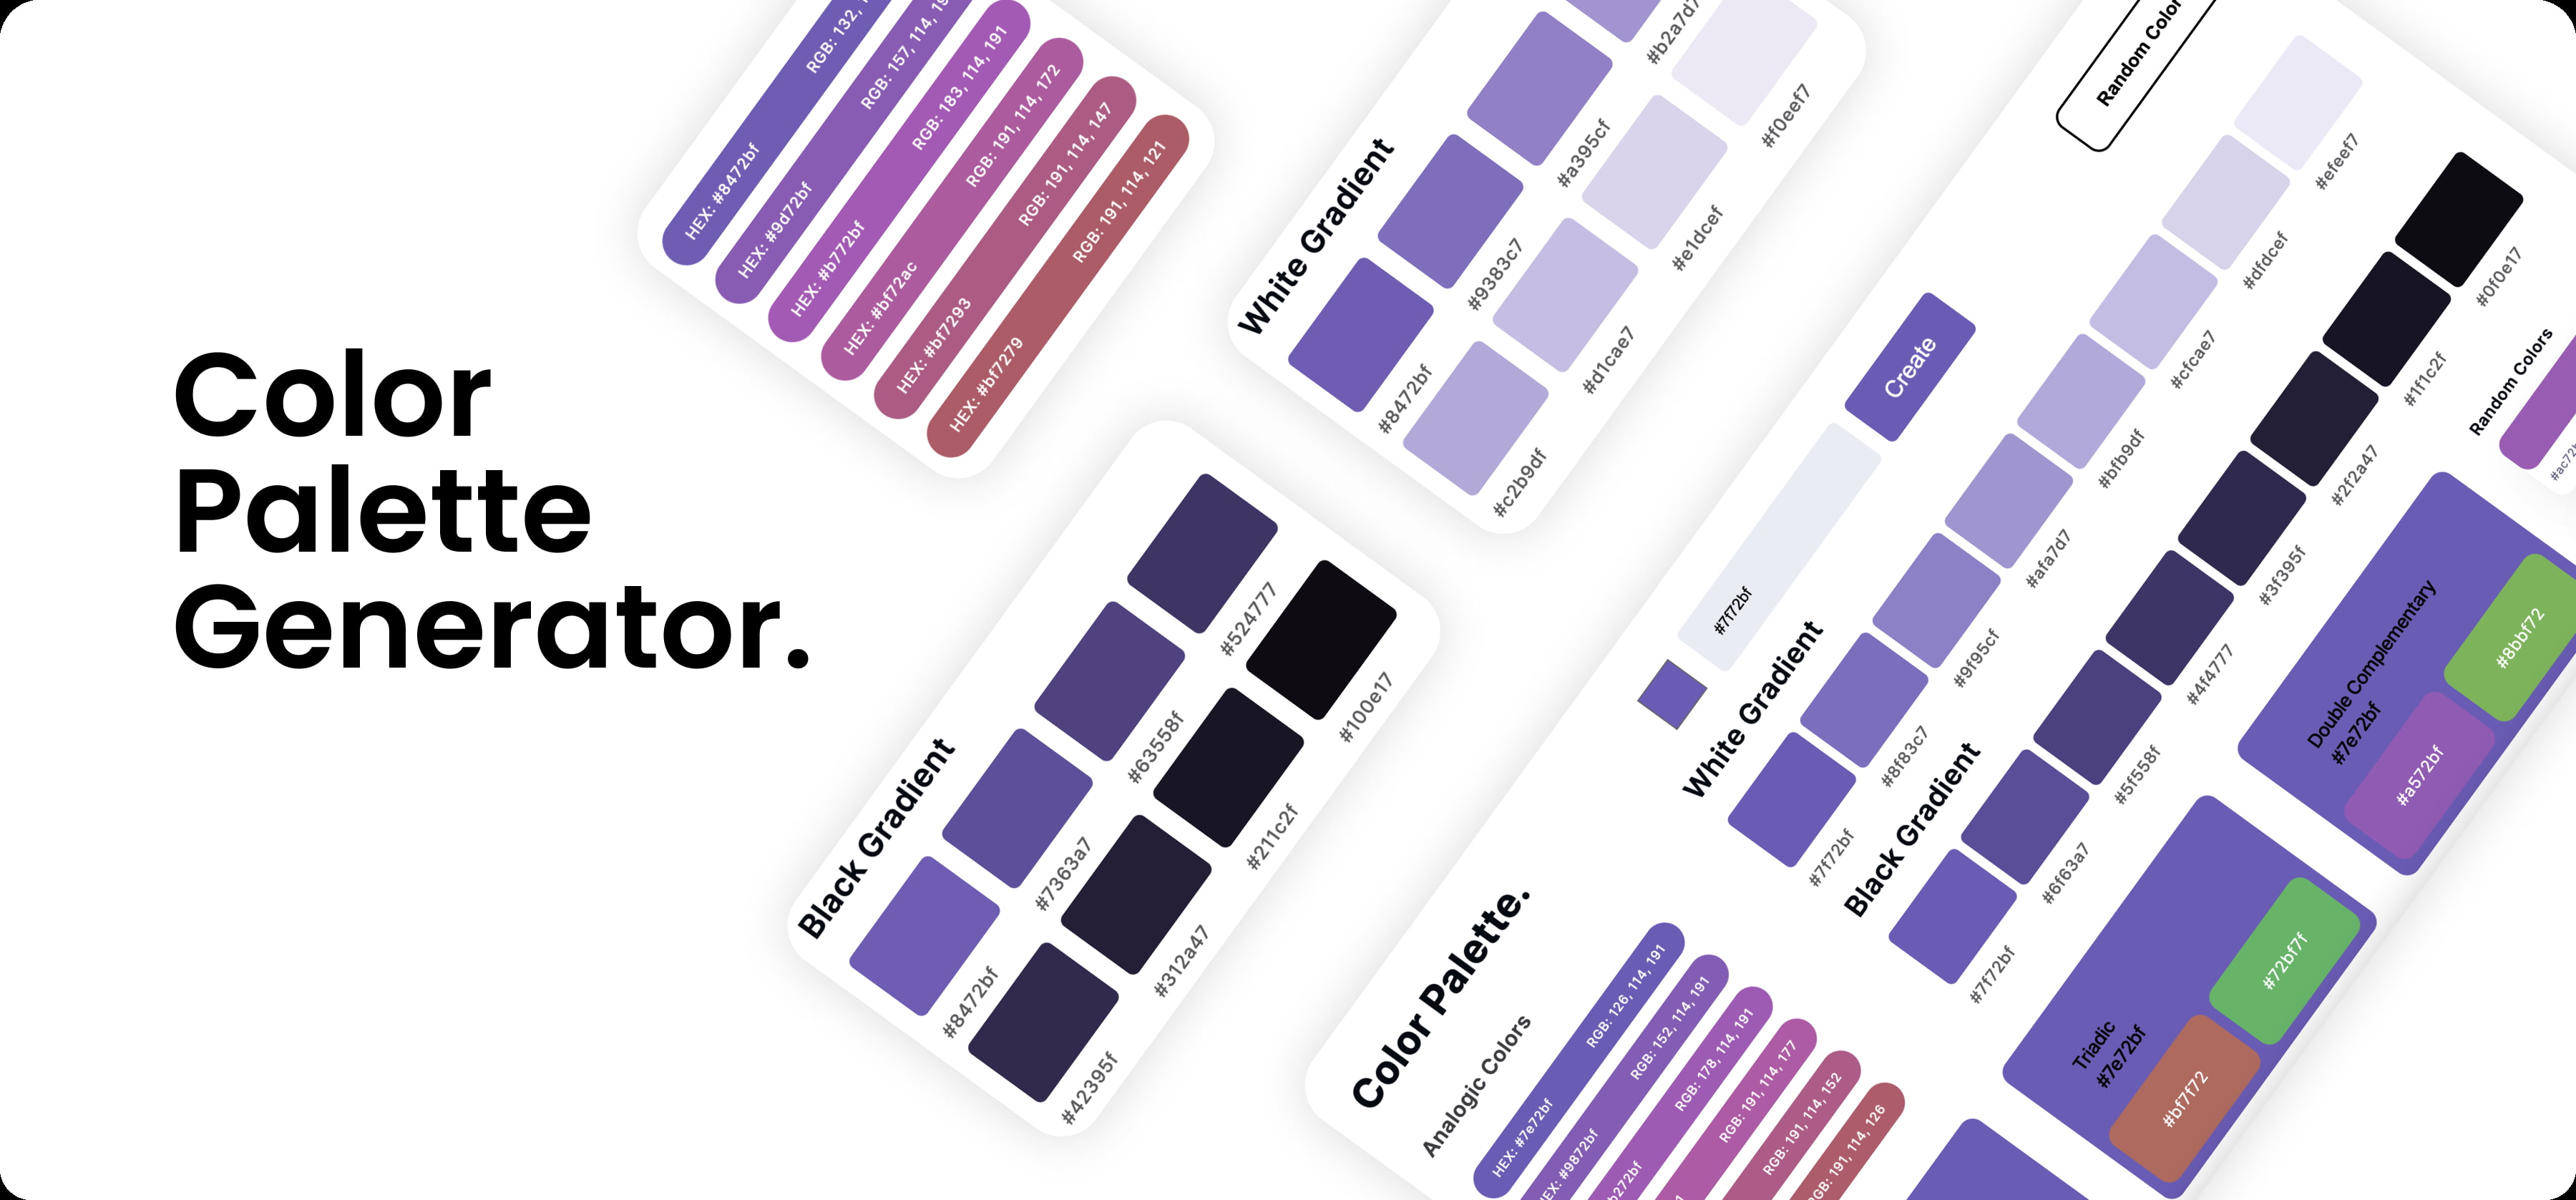 Color
Palette
Generator.
RGB: 132,
HEX: #8472bf
RGB: 157, 114,
HEX: #9d72bf
RGB: 183, 114, 191
HEX: #b772bf
RGB: 191, 114, 172
HEX: #bf72ac
RGB: 191, 114, 147
HEX: #bf7293
RGB: 191, 114, 121
HEX: #bf7279
White Gradient
#8472bf
#9383c7
#a395cf
#b2a7d7
#c2b9df
#d1cae7
#e1dcef
#f0eef7
Black Gradient
#8472bf
#7363a7
#63558f
#524777
#42395f
#312a47
#211c2f
#100e17
Color Palette.
Analogic Colors
HEX: #7e72bf
RGB: 126, 114, 191
HEX: #9872bf
RGB: 152, 114, 191
b272bf
RGB: 178, 114, 191
RGB: 191, 114, 177
RGB: 191, 114, 152
RGB: 191, 114, 126
#7f72bf
Create
Random Color
White Gradient
#7f72bf
#8f83c7
#9f95cf
#afa7d7
#bfb9df
#cfcae7
#dfdcef
#efeef7
Black Gradient
#7f72bf
#6f63a7
#5f558f
#4f4777
#3f395f
#2f2a47
#1f1c2f
#0f0e17
Triadic
#7e72bf
#bf7f72
#72bf7f
Double Complementary
#7e72bf
#a572bf
#8bbf72
Random Colors